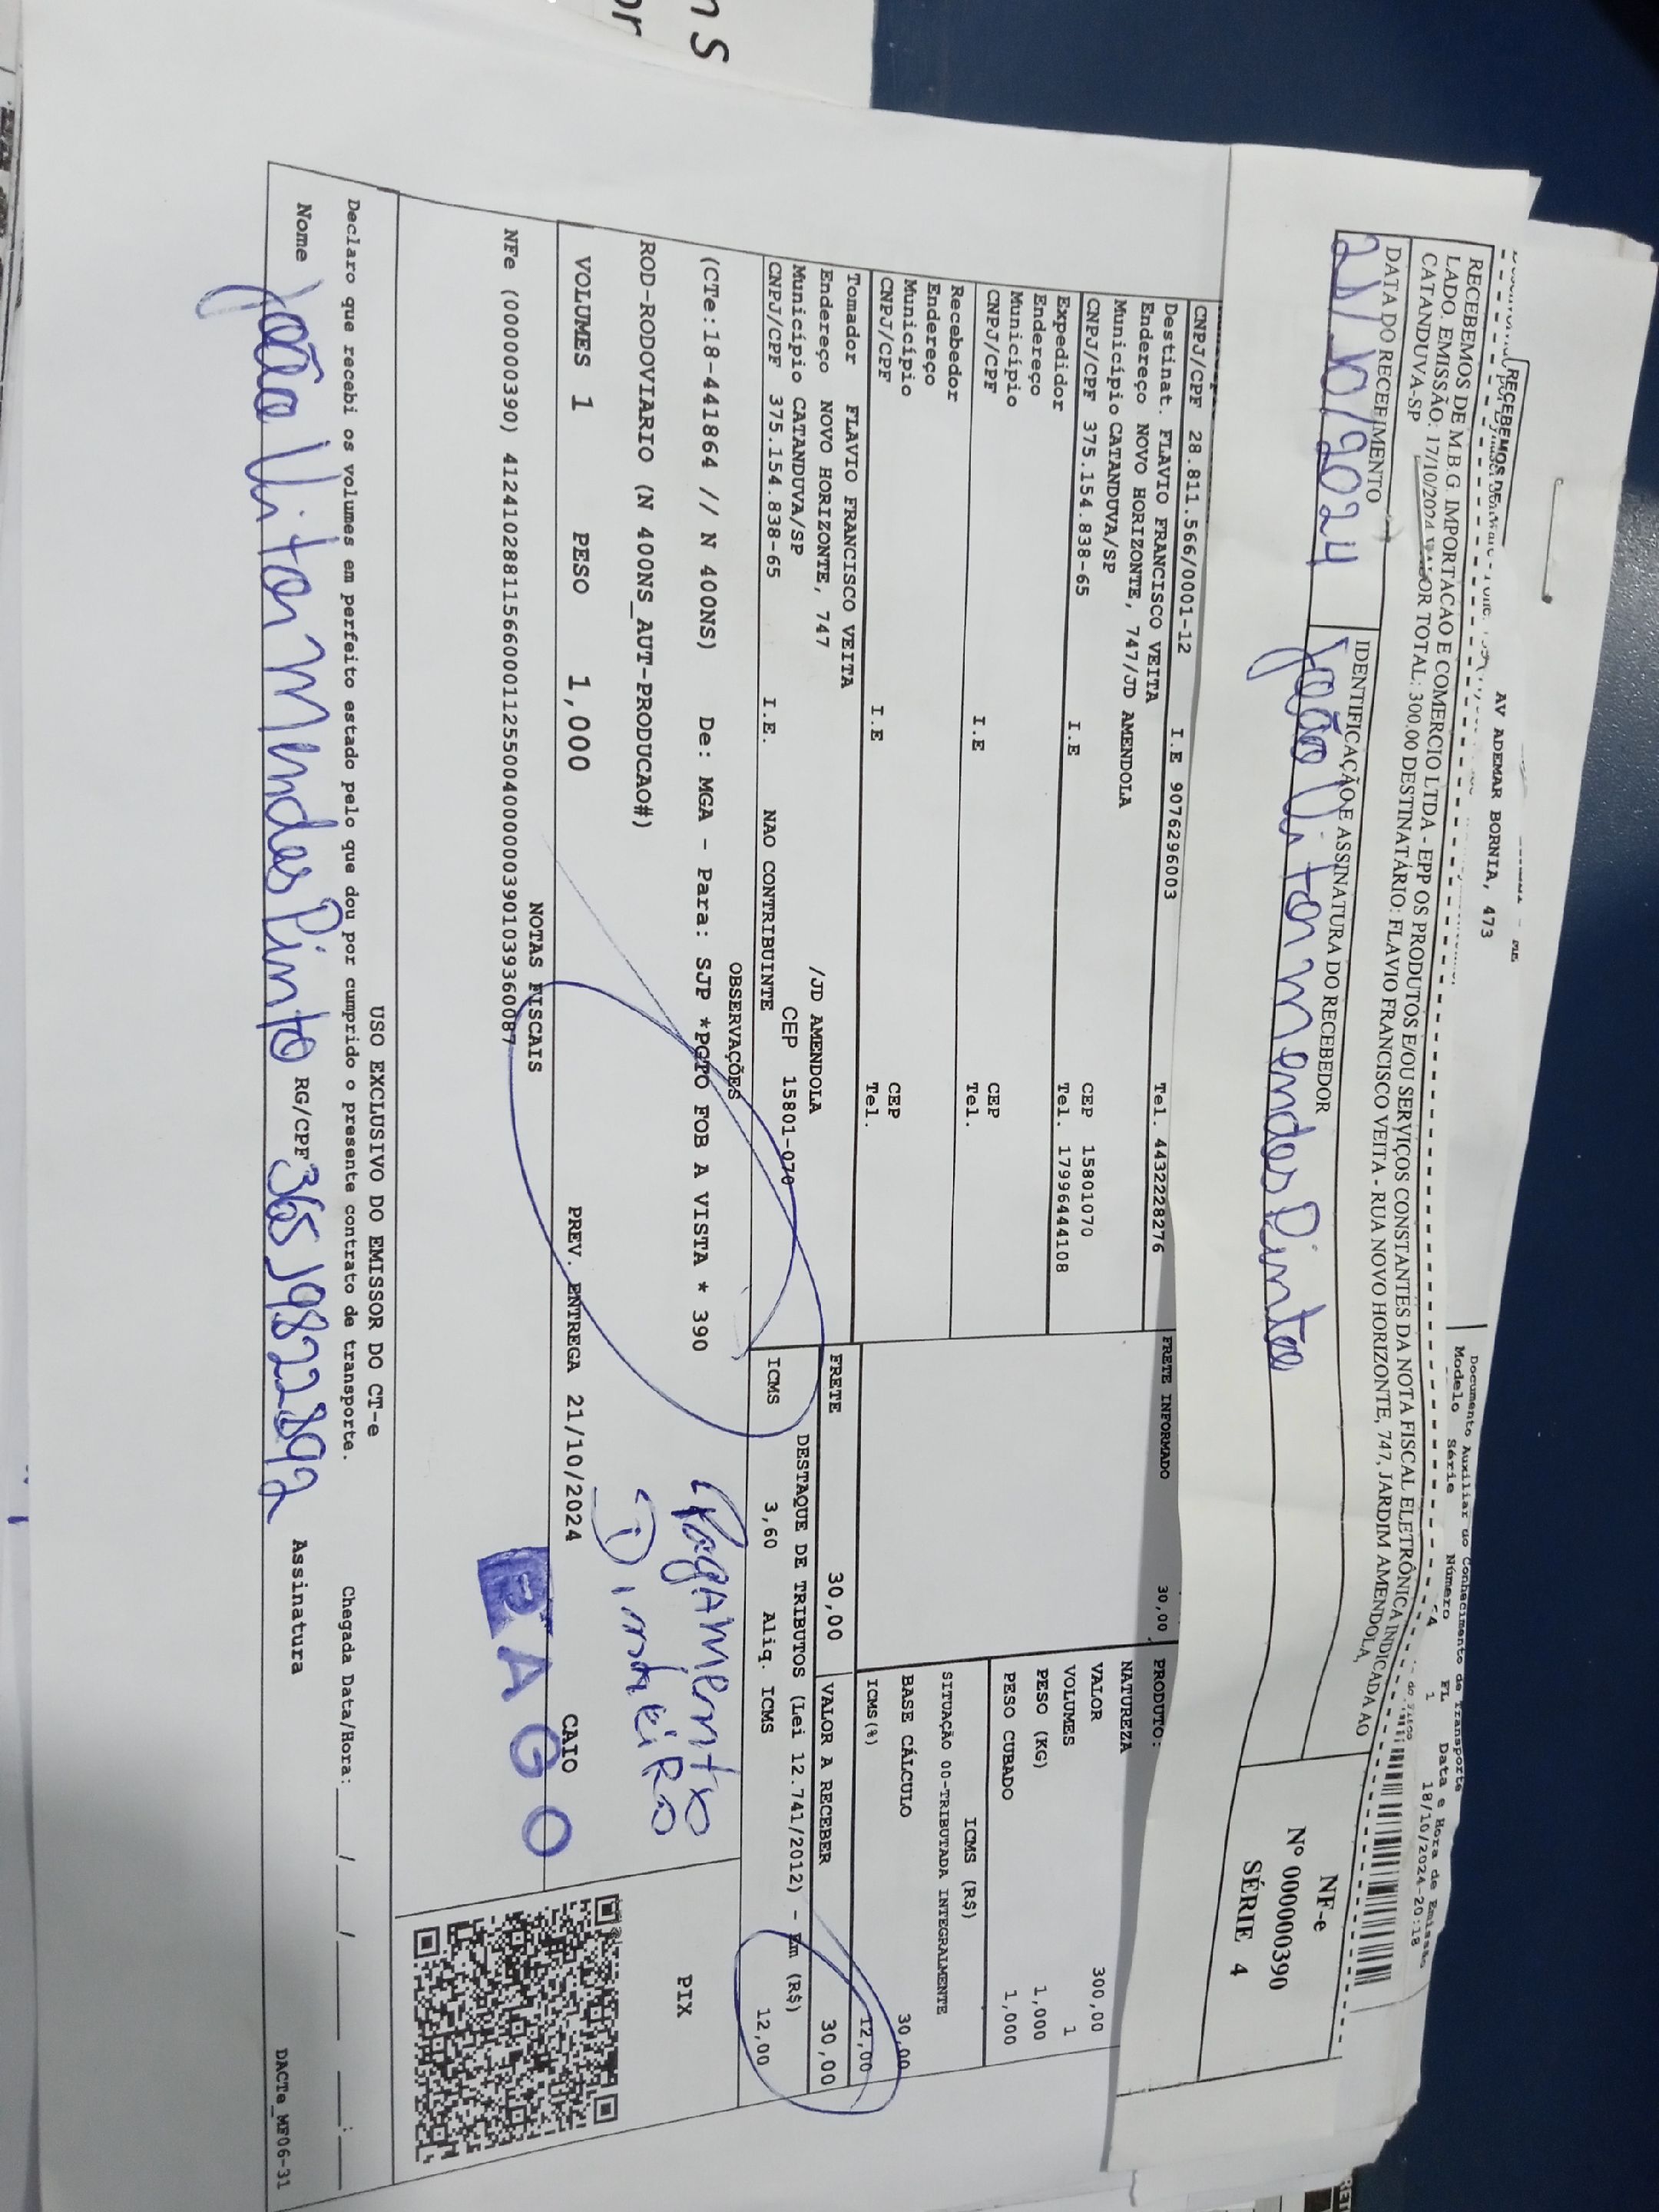 n S
or
AV ADEMAR BORNIA, 473
RECEBEMOS DE
RECEBEMOS DE M.B.G. IMPORTACAO E COMERCIO LTDA - EPP OS PRODUTOS E/OU SERVIÇOS CONSTANTES DA NOTA FISCAL ELETRÔNICA INDICADA AO
LADO. EMISSÃO: 17/10/2024 VALOR TOTAL: 300,00 DESTINATÁRIO: FLAVIO FRANCISCO VEITA - RUA NOVO HORIZONTE, 747, JARDIM AMENDOLA,
CATANDUVA-SP
DATA DO RECEBIMENTO
IDENTIFICAÇÃO E ASSINATURA DO RECEBEDOR
21/10/2024
João Vitor mendes Pinto
NF-e
Nº 000000390
SÉRIE 4
Documento Auxiliar do Conhecimento de Transporte
Modelo Série Número FL Data e Hora de Emissão
1 18/10/2024-20:18
CNPJ/CPF 28.811.566/0001-12 I.E 9076296003 Tel. 4432228276
Destinat. FLAVIO FRANCISCO VEITA
Endereço NOVO HORIZONTE, 747/JD AMENDOLA
Município CATANDUVA/SP CEP 15801070
CNPJ/CPF 375.154.838-65 I.E Tel. 17996444108
Expedidor
Endereço
Município CEP
CNPJ/CPF I.E Tel.
Recebedor
Endereço
Município CEP
CNPJ/CPF I.E Tel.
Tomador FLAVIO FRANCISCO VEITA
Endereço NOVO HORIZONTE, 747 /JD AMENDOLA
Município CATANDUVA/SP CEP 15801-070
CNPJ/CPF 375.154.838-65 I.E. NAO CONTRIBUINTE
FRETE INFORMADO 30,00
PRODUTO:
NATUREZA
VALOR 300,00
VOLUMES 1
PESO (KG) 1,000
PESO CUBADO 1,000
ICMS (R$)
SITUAÇÃO 00-TRIBUTADA INTEGRALMENTE
BASE CÁLCULO 30,00
ICMS(%) 12,00
FRETE 30,00 VALOR A RECEBER 30,00
DESTAQUE DE TRIBUTOS (Lei 12.741/2012) - Em (R$)
ICMS 3,60 Aliq. ICMS 12,00
OBSERVAÇÕES
(CTe:18-441864 // N 400NS) De: MGA - Para: SJP *PGTO FOB A VISTA * 390
ROD-RODOVIARIO (N 400NS_AUT-PRODUCAO#)
Pagamento
Dinheiro
PIX
VOLUMES 1 PESO 1,000 PREV. ENTREGA 21/10/2024 CAIO
PAGO
NOTAS FISCAIS
NFe (000000390) 41241028811566000112550040000003901039360087
USO EXCLUSIVO DO EMISSOR DO CT-e
Declaro que recebi os volumes em perfeito estado pelo que dou por cumprido o presente contrato de transporte. Chegada Data/Hora: ____/____/____ ___:___
Nome João Vitor Mendes Pinto RG/CPF 36519822892 Assinatura
DACTe_MF06-31